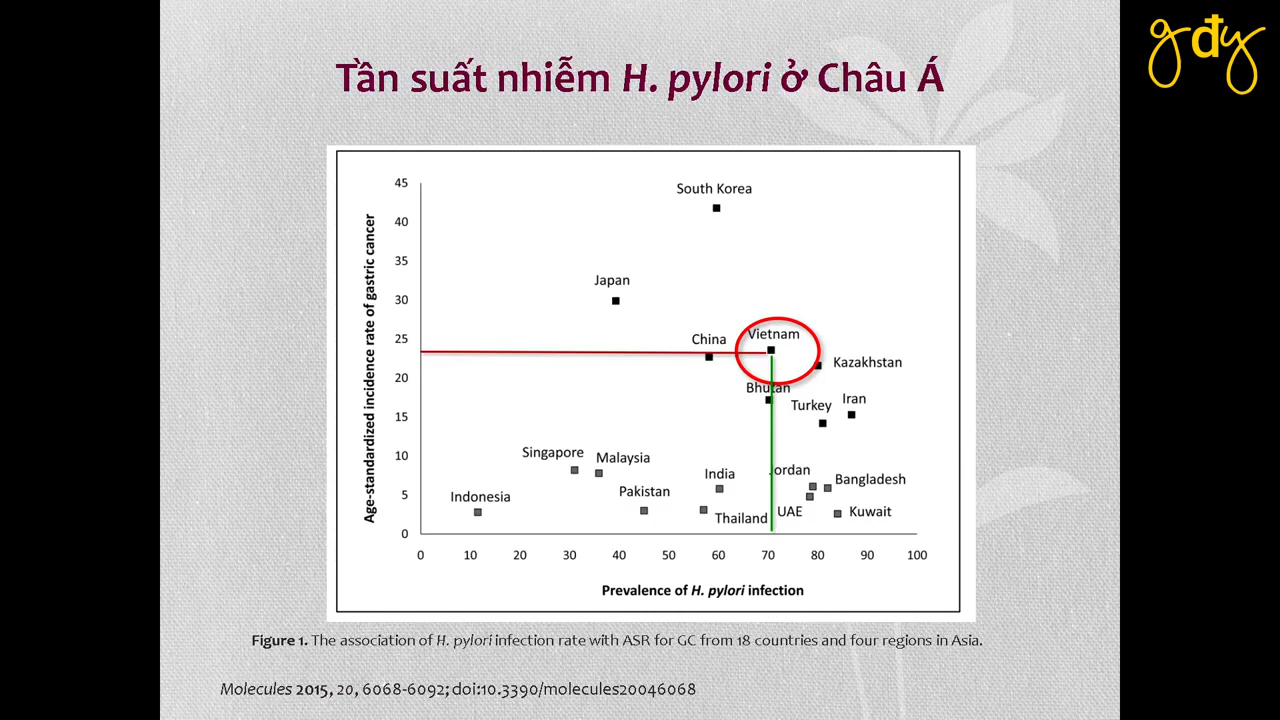 gđy
Tần suất nhiễm H. pylori ở Châu Á
Age-standardized incidence rate of gastric cancer
45
40
35
30
25
20
15
10
5
0
South Korea
Japan
China
Vietnam
Kazakhstan
Bhutan
Turkey
Iran
Singapore
Malaysia
India
Jordan
Bangladesh
Indonesia
Pakistan
Thailand
UAE
Kuwait
0 10 20 30 40 50 60 70 80 90 100
Prevalence of H. pylori infection
Figure 1. The association of H. pylori infection rate with ASR for GC from 18 countries and four regions in Asia.
Molecules 2015, 20, 6068-6092; doi:10.3390/molecules20046068